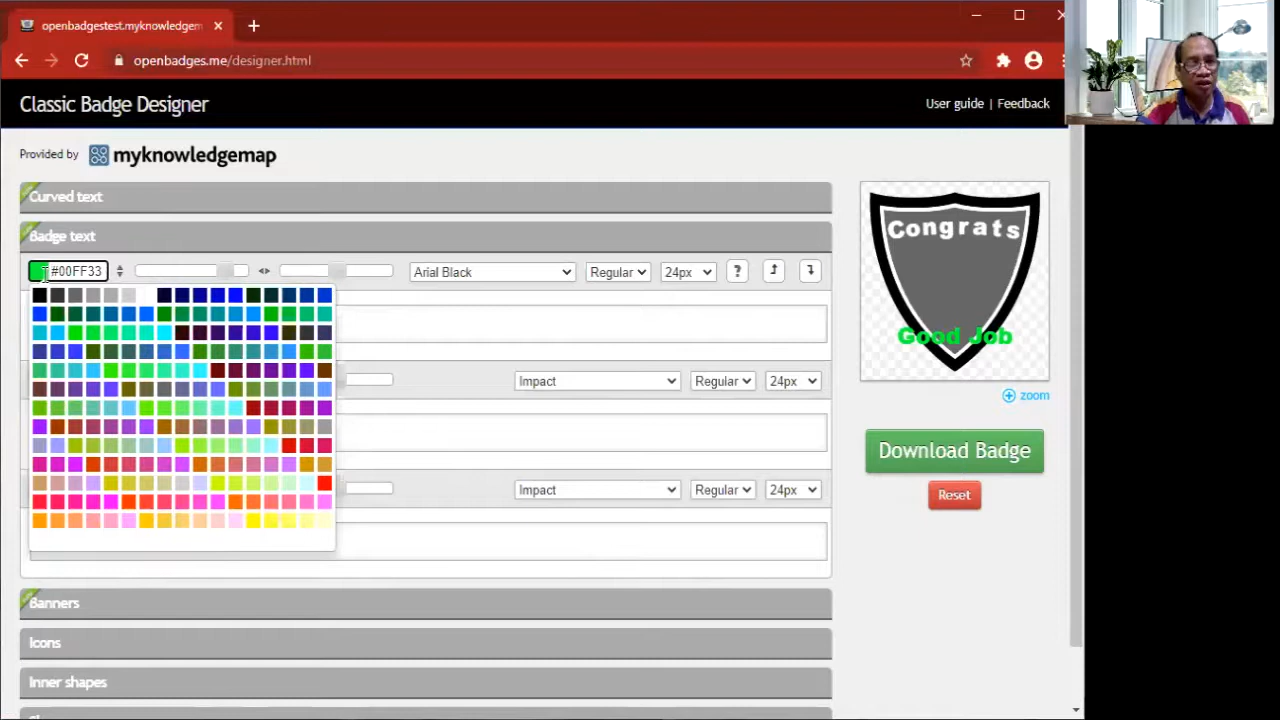 openbadgestest.myknowledgem
openbadges.me/designer.html
Classic Badge Designer
User guide | Feedback
Provided by myknowledgemap
Curved text
Badge text
#00FF33
Arial Black
Regular
24px
?
Impact
Regular
24px
Impact
Regular
24px
Banners
Icons
Inner shapes
Congrats
Good Job
zoom
Download Badge
Reset